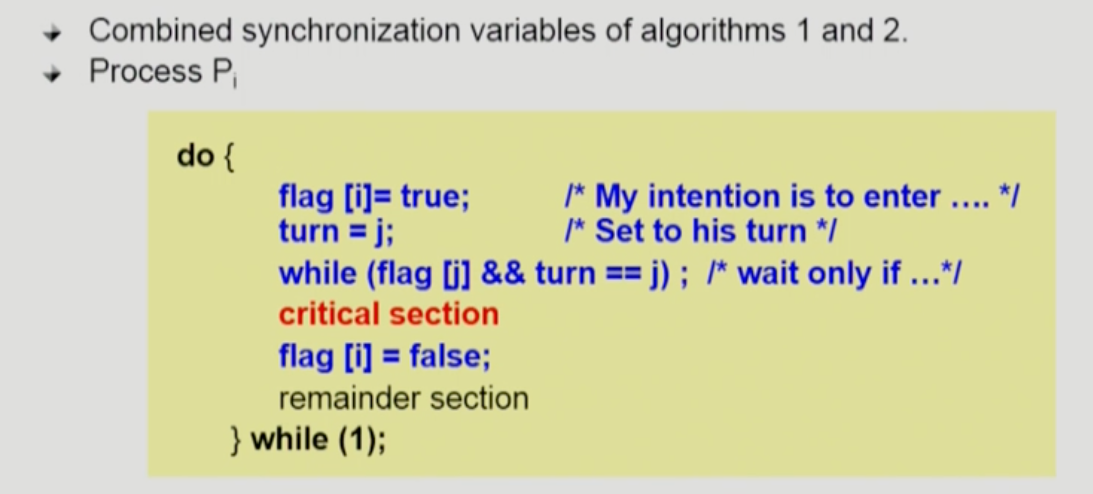 Combined synchronization variables of algorithms 1 and 2.
Process Pi
do {
flag [i]= true; /* My intention is to enter .... */
turn = j; /* Set to his turn */
while (flag [j] && turn == j) ; /* wait only if ...*/
critical section
flag [i] = false;
remainder section
} while (1);